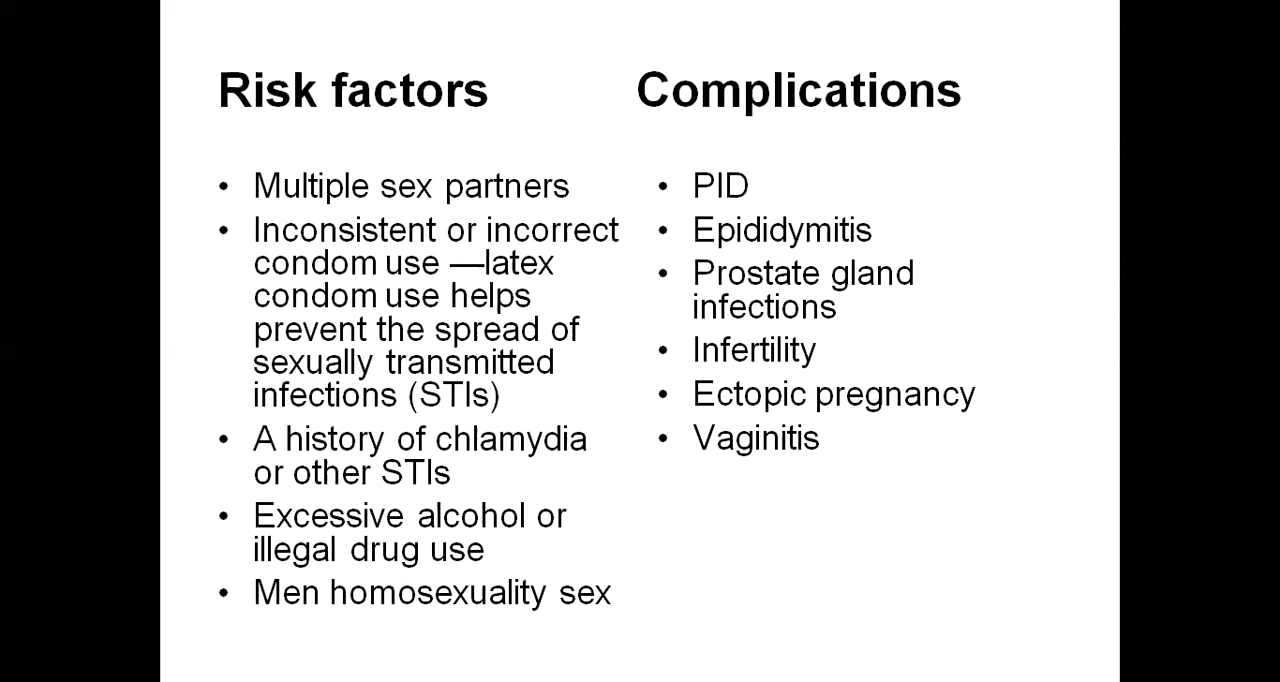 Risk factors
• Multiple sex partners
• Inconsistent or incorrect
condom use —latex
condom use helps
prevent the spread of
sexually transmitted
infections (STIs)
• A history of chlamydia
or other STIs
• Excessive alcohol or
illegal drug use
• Men homosexuality sex
Complications
• PID
• Epididymitis
• Prostate gland
infections
• Infertility
• Ectopic pregnancy
• Vaginitis